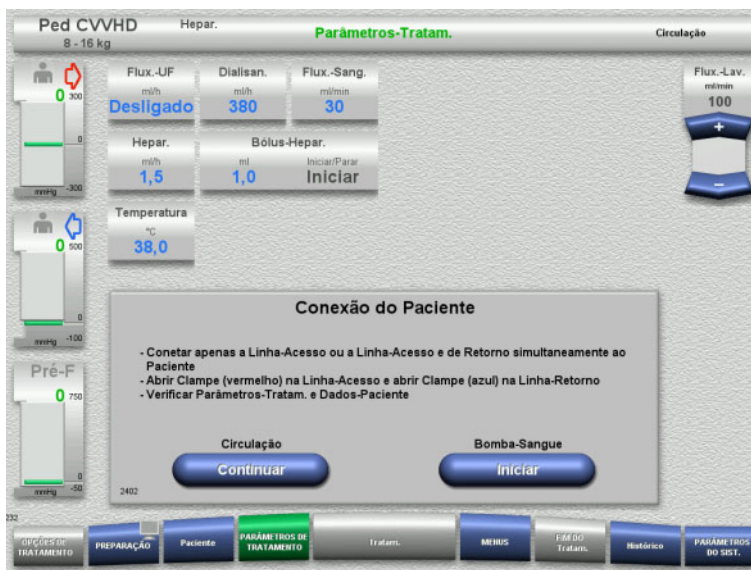 Ped CVVHD
8 - 16 kg
Hepar.
Parâmetros-Tratam.
Circulação
0
300
0
-300
mmHg
0
500
0
-100
mmHg
Pré-F
0
750
0
-50
mmHg
Flux.-UF
ml/h
Desligado
Dialisan.
ml/h
380
Flux.-Sang.
ml/min
30
Hepar.
ml/h
1,5
Bólus-Hepar.
ml
1,0
Iniciar/Parar
Iniciar
Temperatura
°C
38,0
Flux.-Lav.
ml/min
100
+
−
Conexão do Paciente
- Conetar apenas a Linha-Acesso ou a Linha-Acesso e de Retorno simultaneamente ao
Paciente
- Abrir Clampe (vermelho) na Linha-Acesso e abrir Clampe (azul) na Linha-Retorno
- Verificar Parâmetros-Tratam. e Dados-Paciente
Circulação
Continuar
Bomba-Sangue
Iniciar
2402
232
OPÇÕES DE
TRATAMENTO
PREPARAÇÃO
Paciente
PARÂMETROS DE
TRATAMENTO
Tratam.
MENUS
FIM DO
Tratam.
Histórico
PARÂMETROS
DO SIST.